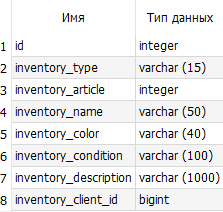 Имя Тип данных
1 id integer
2 inventory_type varchar (15)
3 inventory_article integer
4 inventory_name varchar (50)
5 inventory_color varchar (40)
6 inventory_condition varchar (100)
7 inventory_description varchar (1000)
8 inventory_client_id bigint